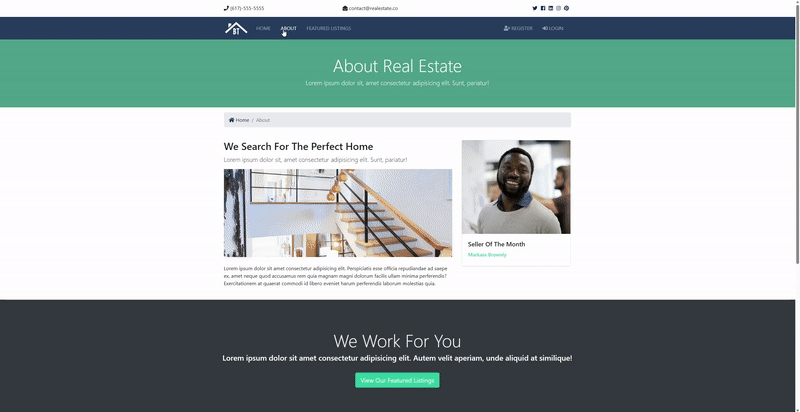 (617)-555-5555
contact@realestate.co
BT
HOME
ABOUT
FEATURED LISTINGS
REGISTER
LOGIN
About Real Estate
Lorem ipsum dolor sit, amet consectetur adipisicing elit. Sunt, pariatur!
Home / About
We Search For The Perfect Home
Lorem ipsum dolor sit, amet consectetur adipisicing elit. Sunt, pariatur!
Lorem ipsum dolor sit amet consectetur adipisicing elit. Perspiciatis esse officia repudiandae ad saepe
ex, amet neque quod accusamus rem quia magnam magni dolorum facilis ullam minima perferendis?
Exercitationem at quaerat commodi id libero eveniet harum perferendis laborum molestias quia.
Seller Of The Month
We Work For You
Lorem ipsum dolor sit amet consectetur adipisicing elit. Autem velit aperiam, unde aliquid at similique!
View Our Featured Listings